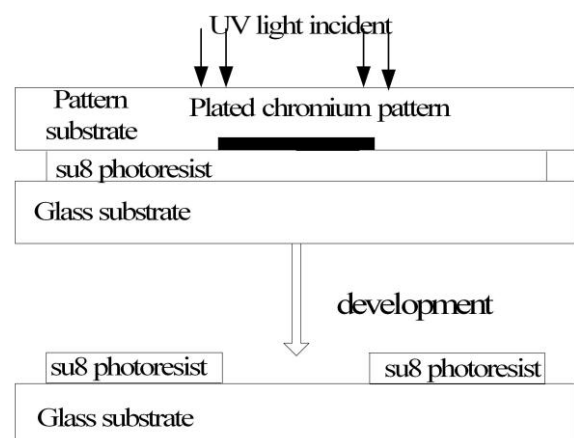 UV light incident
Pattern
substrate
Plated chromium pattern
su8 photoresist
Glass substrate
development
su8 photoresist
su8 photoresist
Glass substrate